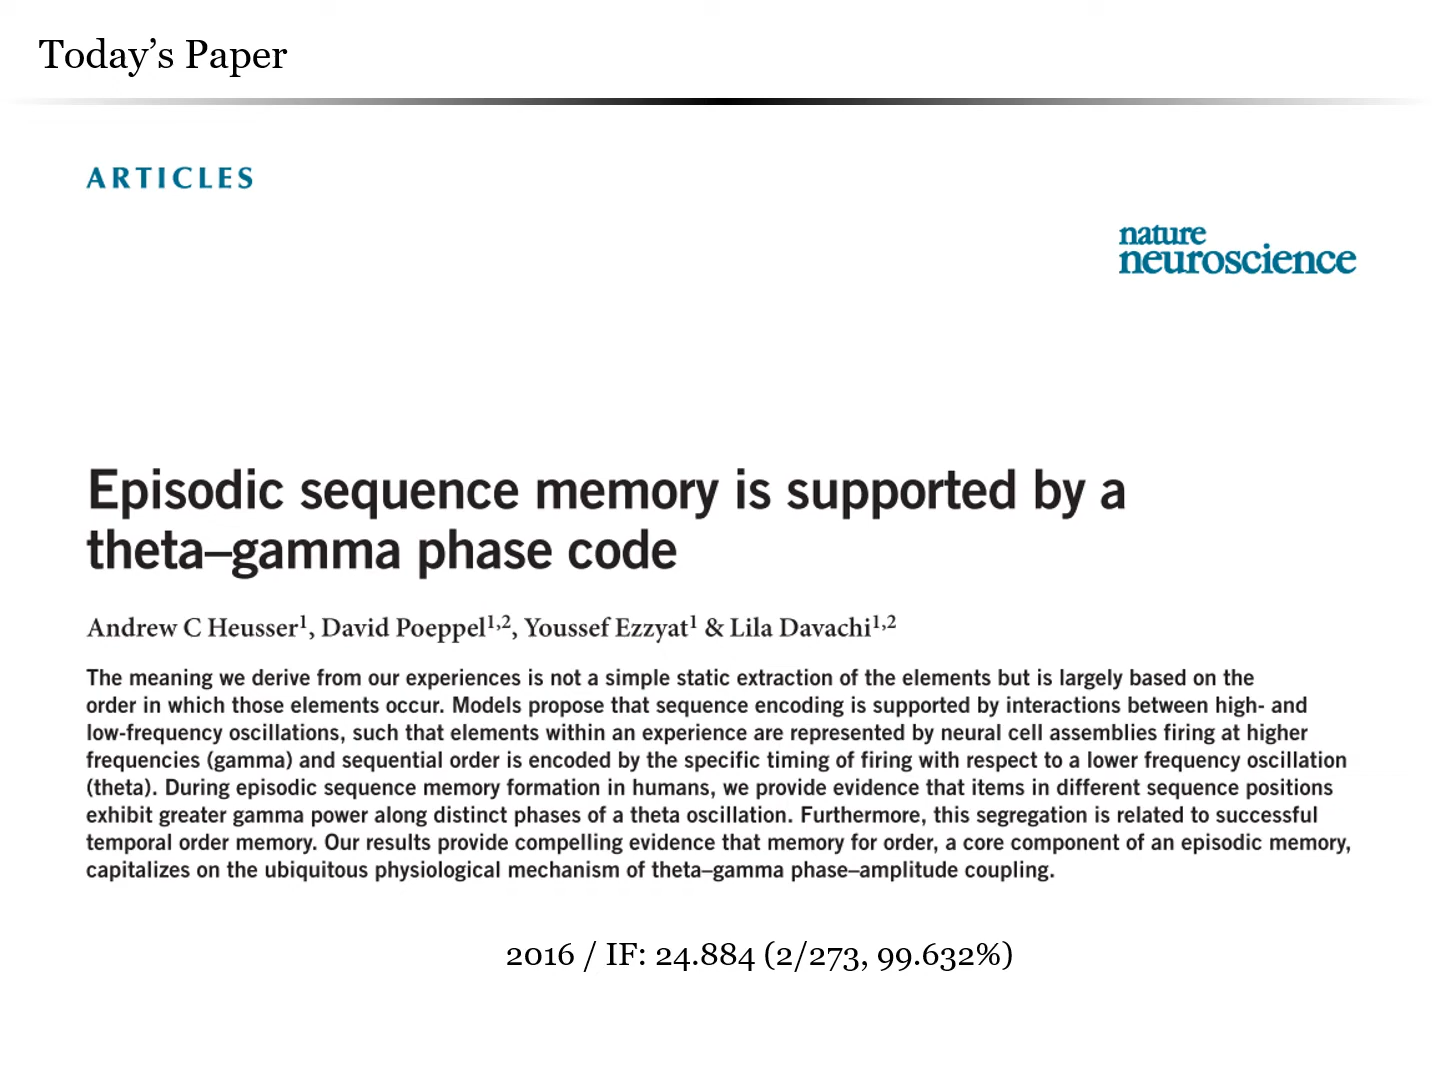 Today’s Paper
ARTICLES
nature
neuroscience
Episodic sequence memory is supported by a
theta–gamma phase code
Andrew C Heusser1, David Poeppel1,2, Youssef Ezzyat1 & Lila Davachi1,2
The meaning we derive from our experiences is not a simple static extraction of the elements but is largely based on the
order in which those elements occur. Models propose that sequence encoding is supported by interactions between high- and
low-frequency oscillations, such that elements within an experience are represented by neural cell assemblies firing at higher
frequencies (gamma) and sequential order is encoded by the specific timing of firing with respect to a lower frequency oscillation
(theta). During episodic sequence memory formation in humans, we provide evidence that items in different sequence positions
exhibit greater gamma power along distinct phases of a theta oscillation. Furthermore, this segregation is related to successful
temporal order memory. Our results provide compelling evidence that memory for order, a core component of an episodic memory,
capitalizes on the ubiquitous physiological mechanism of theta–gamma phase–amplitude coupling.
2016 / IF: 24.884 (2/273, 99.632%)